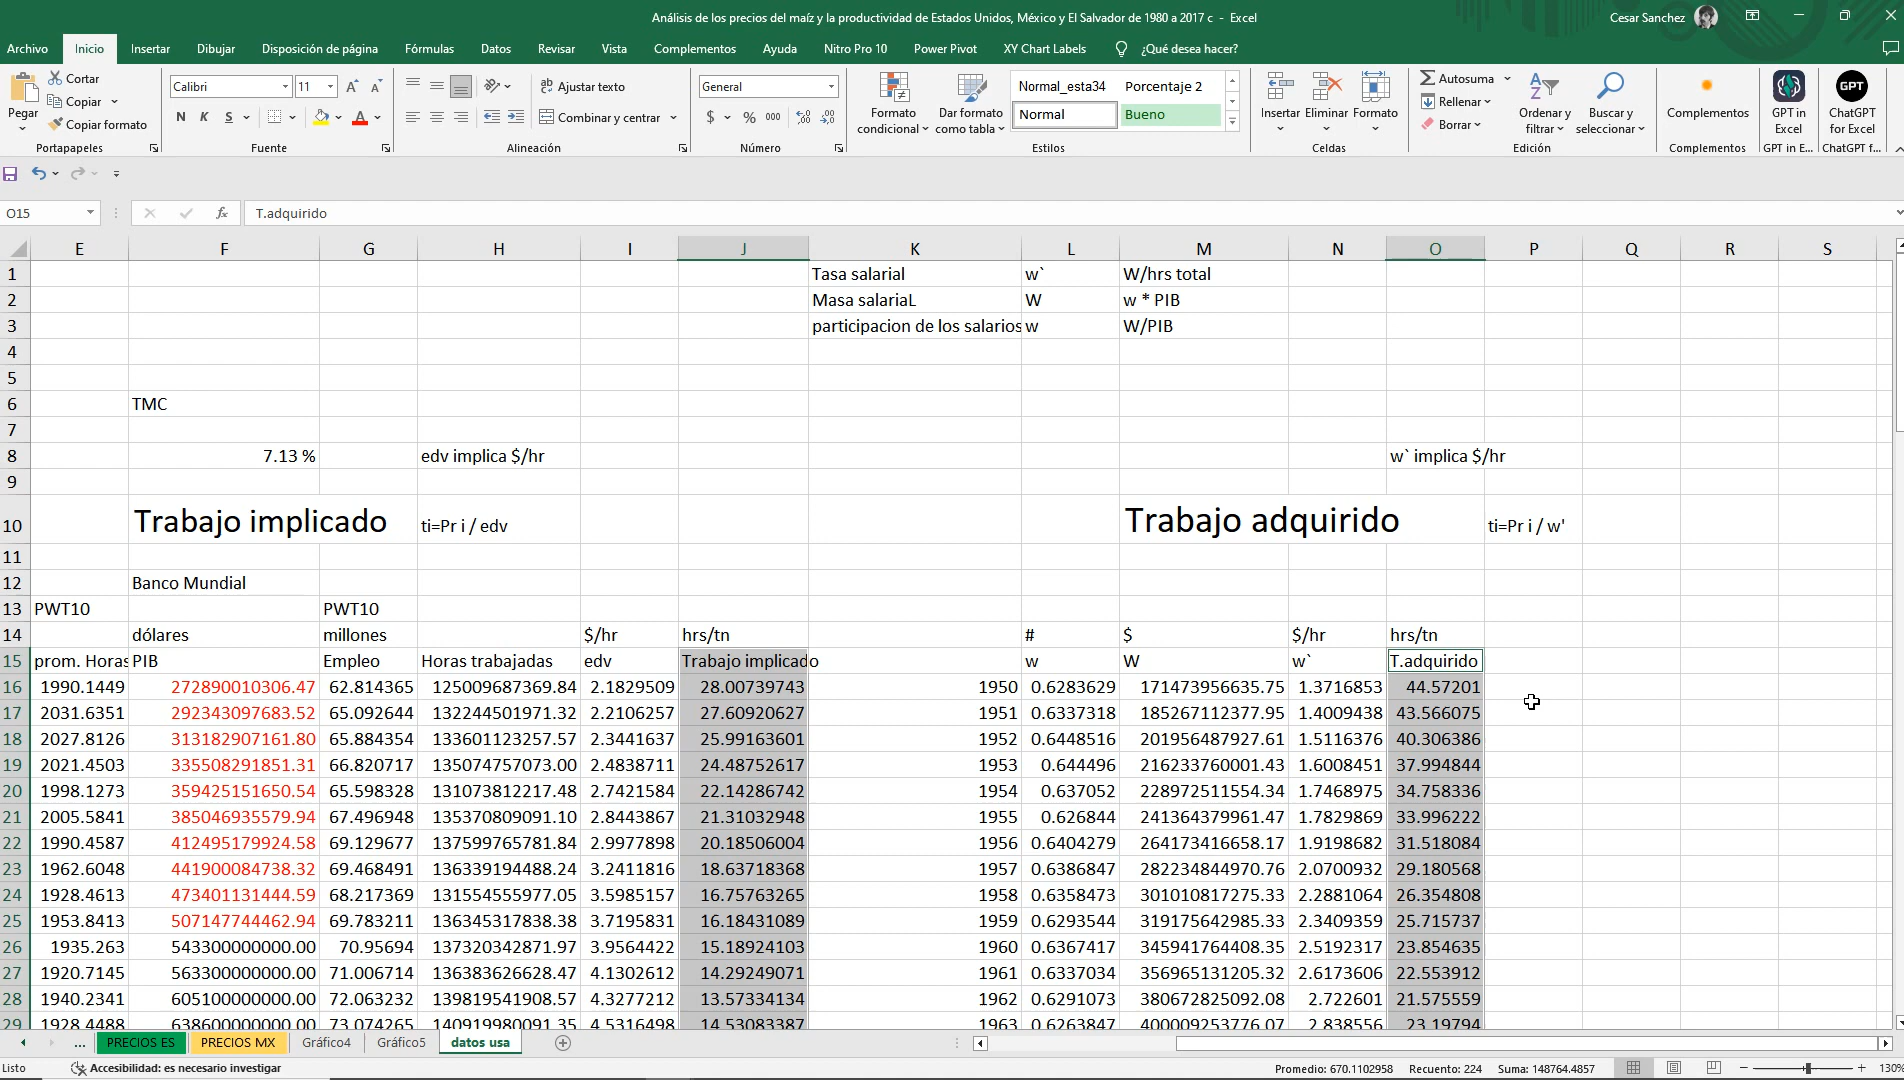 Análisis de los precios del maíz y la productividad de Estados Unidos, México y El Salvador de 1980 a 2017 c - Excel
Cesar Sanchez
Archivo Inicio Insertar Dibujar Disposición de página Fórmulas Datos Revisar Vista Complementos Ayuda Nitro Pro 10 Power Pivot XY Chart Labels ¿Qué desea hacer?
Pegar
Cortar
Copiar
Copiar formato
Portapapeles
Calibri 11
N K S
Fuente
Ajustar texto
Combinar y centrar
Alineación
General
$ % 000
Número
Formato condicional
Dar formato como tabla
Normal_esta34 Porcentaje 2
Normal Bueno
Estilos
Insertar Eliminar Formato
Celdas
Autosuma
Rellenar
Borrar
Ordenar y filtrar
Buscar y seleccionar
Edición
Complementos
Complementos
GPT in Excel
GPT in E...
GPT
ChatGPT for Excel
ChatGPT f...
O15 fx T.adquirido
E F G H I J K L M N O P Q R S
1 Tasa salarial w` W/hrs total
2 Masa salariaL W w * PIB
3 participacion de los salarios w W/PIB
4
5
6 TMC
7
8 7.13 % edv implica $/hr w` implica $/hr
9
10 Trabajo implicado ti=Pr i / edv Trabajo adquirido ti=Pr i / w'
11
12 Banco Mundial
13 PWT10 PWT10
14 dólares millones $/hr hrs/tn # $ $/hr hrs/tn
15 prom. Horas PIB Empleo Horas trabajadas edv Trabajo implicado w W w` T.adquirido
16 1990.1449 272890010306.47 62.814365 125009687369.84 2.1829509 28.00739743 1950 0.6283629 171473956635.75 1.3716853 44.57201
17 2031.6351 292343097683.52 65.092644 132244501971.32 2.2106257 27.60920627 1951 0.6337318 185267112377.95 1.4009438 43.566075
18 2027.8126 313182907161.80 65.884354 133601123257.57 2.3441637 25.99163601 1952 0.6448516 201956487927.61 1.5116376 40.306386
19 2021.4503 335508291851.31 66.820717 135074757073.00 2.4838711 24.48752617 1953 0.644496 216233760001.43 1.6008451 37.994844
20 1998.1273 359425151650.54 65.598328 131073812217.48 2.7421584 22.14286742 1954 0.637052 228972511554.34 1.7468975 34.758336
21 2005.5841 385046935579.94 67.496948 135370809091.10 2.8443867 21.31032948 1955 0.626844 241364379961.47 1.7829869 33.996222
22 1990.4587 412495179924.58 69.129677 137599765781.84 2.9977898 20.18506004 1956 0.6404279 264173416658.17 1.9198682 31.518084
23 1962.6048 441900084738.32 69.468491 136339194488.24 3.2411816 18.63718368 1957 0.6386847 282234844970.76 2.0700932 29.180568
24 1928.4613 473401131444.59 68.217369 131554555977.05 3.5985157 16.75763265 1958 0.6358473 301010817275.33 2.2881064 26.354808
25 1953.8413 507147744462.94 69.783211 136345317838.38 3.7195831 16.18431089 1959 0.6293544 319175642985.33 2.3409359 25.715737
26 1935.263 543300000000.00 70.95694 137320342871.97 3.9564422 15.18924103 1960 0.6367417 345941764408.35 2.5192317 23.854635
27 1920.7145 563300000000.00 71.006714 136383626628.47 4.1302612 14.29249071 1961 0.6337034 356965131205.32 2.6173606 22.553912
28 1940.2341 605100000000.00 72.063232 139819541908.57 4.3277212 13.57334134 1962 0.6291073 380672825092.08 2.722601 21.575559
29 1928.4488 638600000000.00 73.074265 140919980091.35 4.5316498 14.53083387 1963 0.6263847 400009253776.07 2.838556 23.19794
... PRECIOS ES PRECIOS MX Gráfico4 Gráfico5 datos usa
Listo Accesibilidad: es necesario investigar Promedio: 670.1102958 Recuento: 224 Suma: 148764.4857 130%